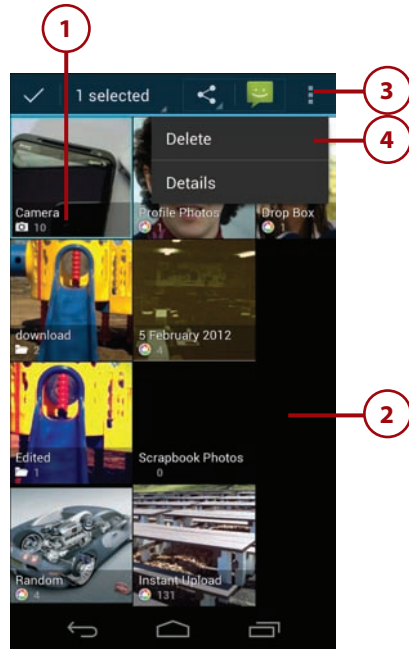 1
1 selected
3
Delete
4
Details
Camera
10
Profile Photos
Drop Box
1
download
2
5 February 2012
4
2
Edited
1
Scrapbook Photos
0
Random
4
Instant Upload
131